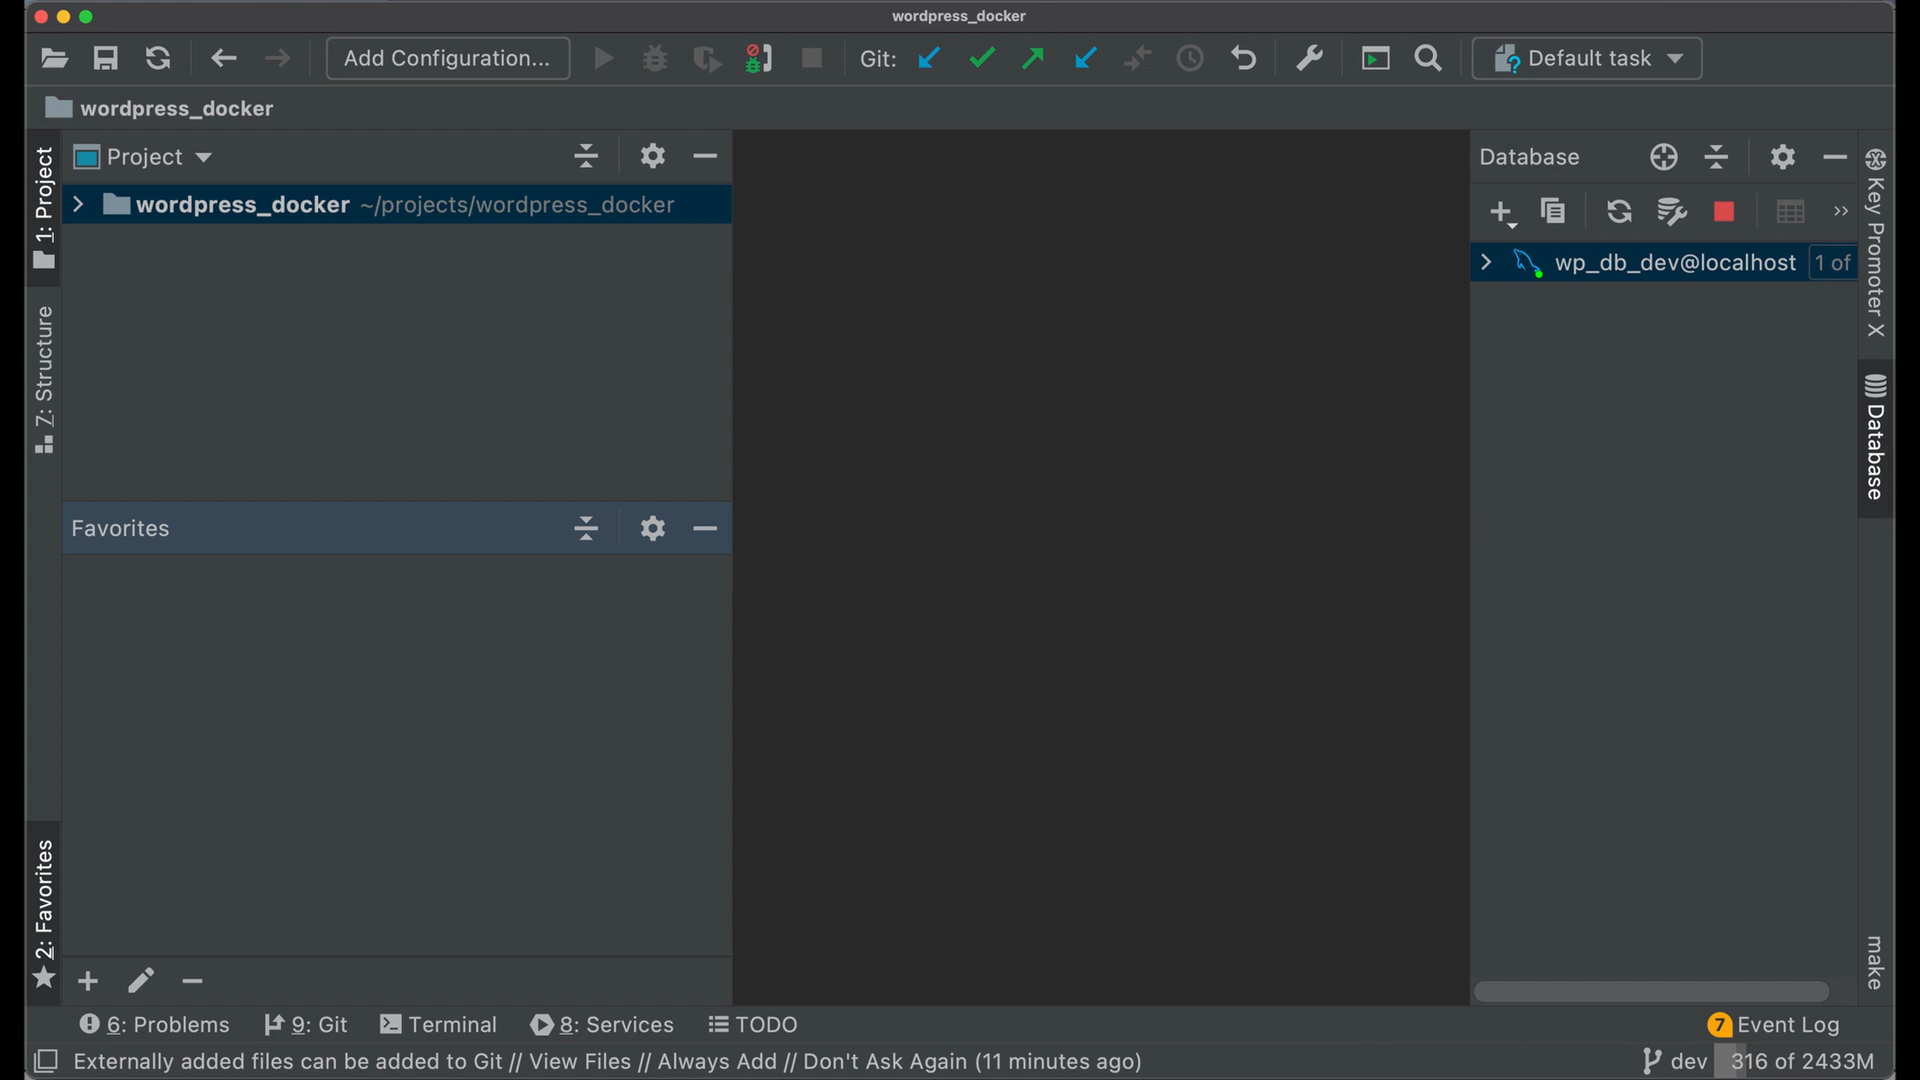 wordpress_docker
Add Configuration...
Git:
Default task
wordpress_docker
1: Project
Project
wordpress_docker ~/projects/wordpress_docker
7: Structure
Favorites
2: Favorites
Database
wp_db_dev@localhost 1 of
Key Promoter X
Database
make
6: Problems
9: Git
Terminal
8: Services
TODO
7 Event Log
Externally added files can be added to Git // View Files // Always Add // Don't Ask Again (11 minutes ago)
dev
316 of 2433M